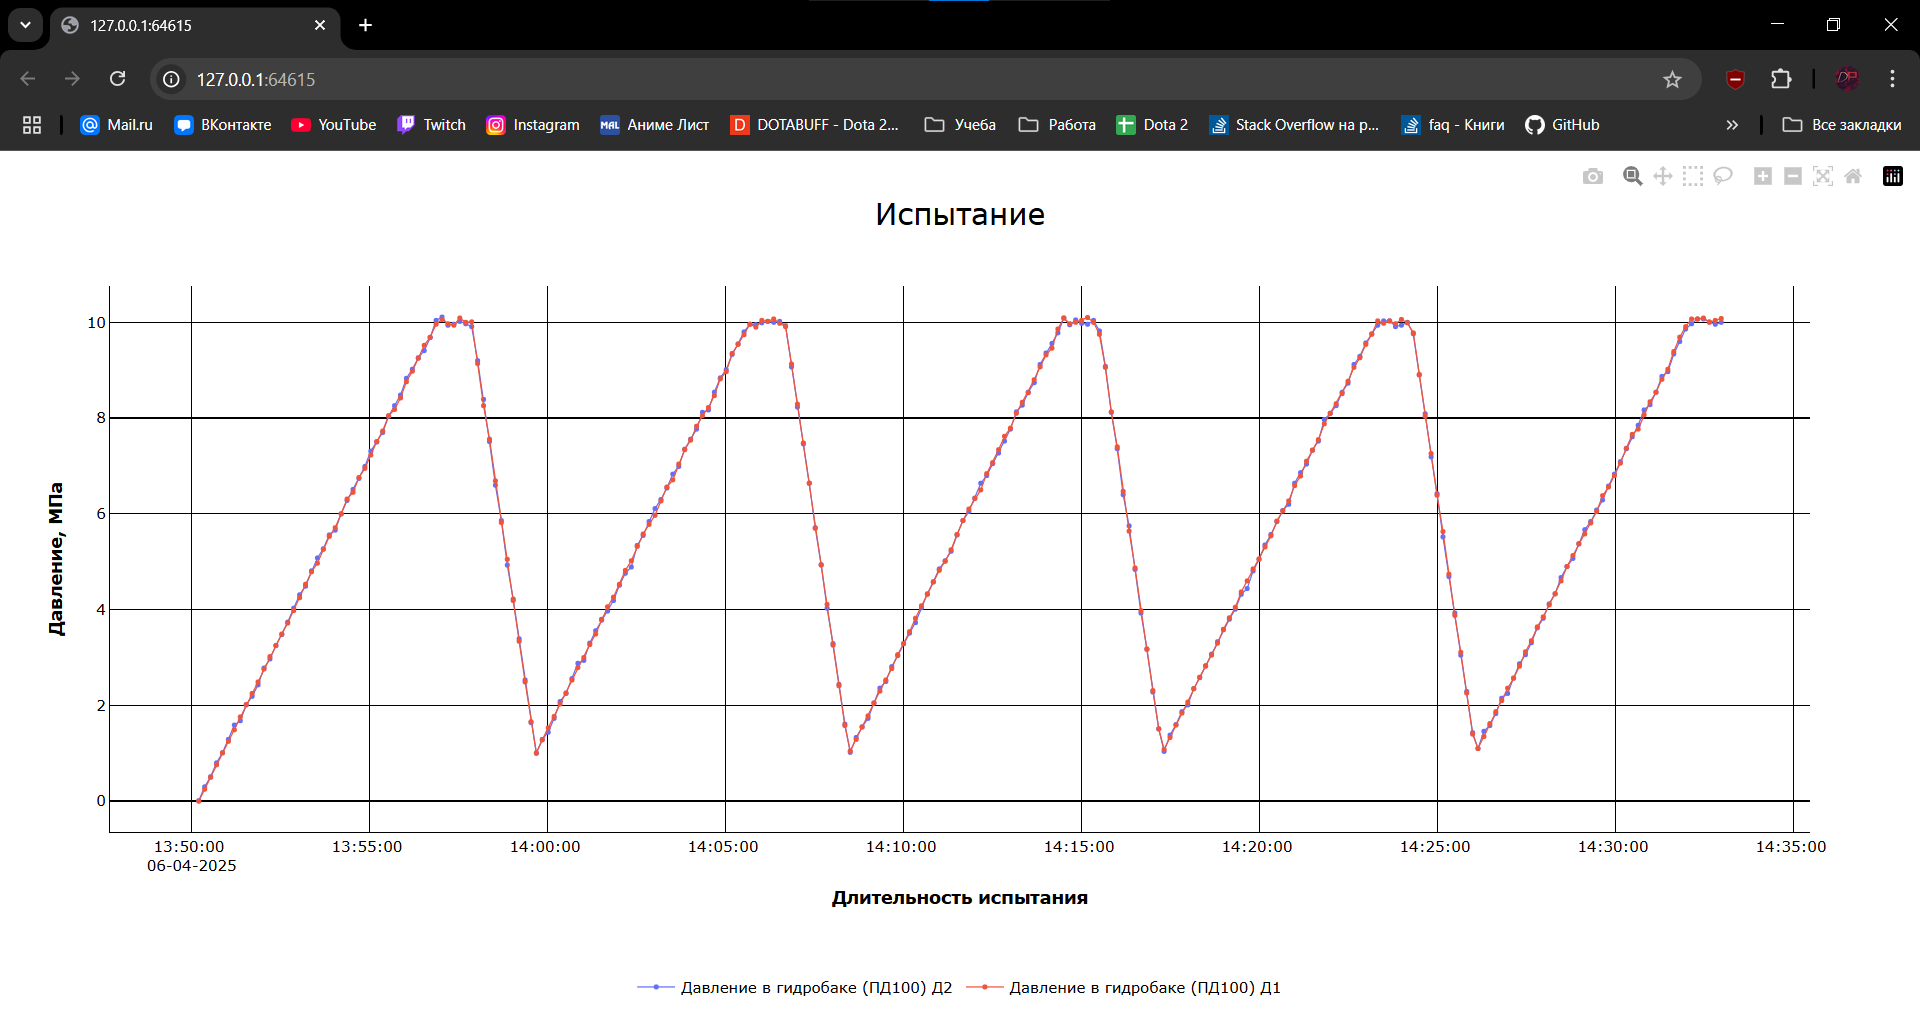 127.0.0.1:64615
127.0.0.1:64615
Mail.ru ВКонтакте YouTube Twitch Instagram MAL Аниме Лист D DOTABUFF - Dota 2... Учеба Работа Dota 2 Stack Overflow на р... faq - Книги GitHub » Все закладки
Испытание
10
8
6
4
2
0
Давление, МПа
13:50:00 13:55:00 14:00:00 14:05:00 14:10:00 14:15:00 14:20:00 14:25:00 14:30:00 14:35:00
06-04-2025
Длительность испытания
Давление в гидробаке (ПД100) Д2 Давление в гидробаке (ПД100) Д1